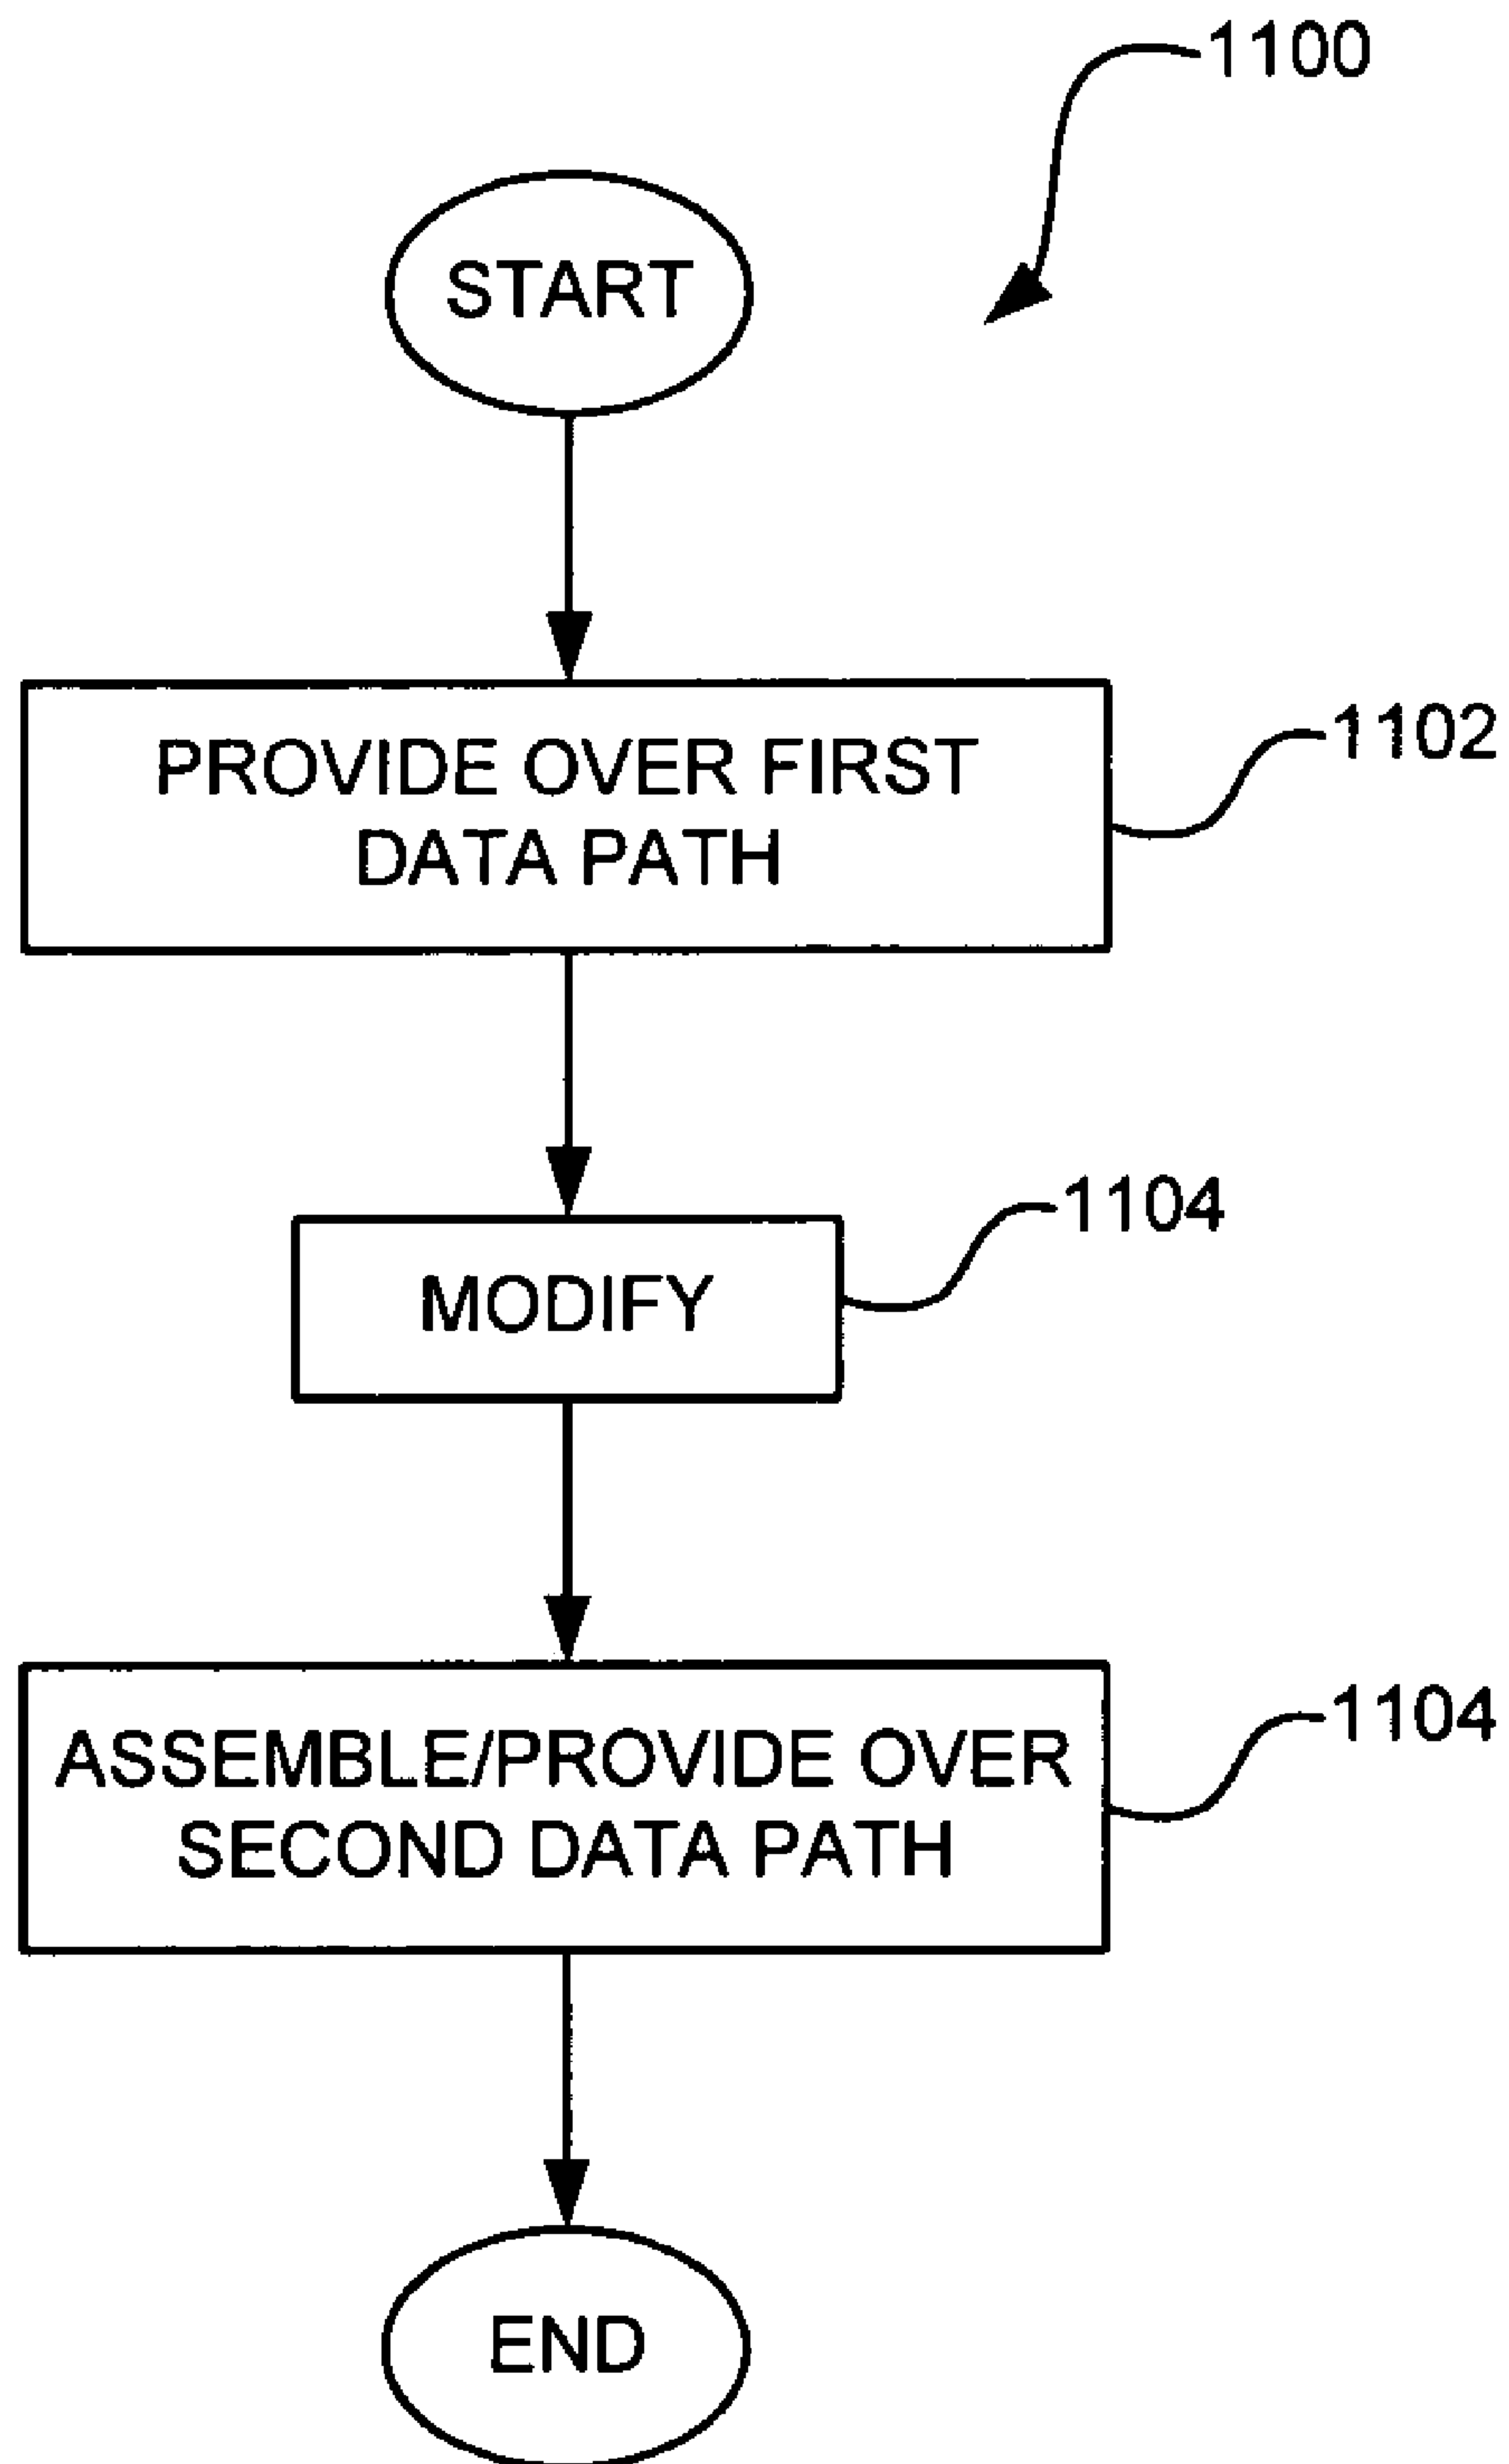 1100
START
PROVIDE OVER FIRST
DATA PATH
1102
MODIFY
1104
ASSEMBLE/PROVIDE OVER
SECOND DATA PATH
1104
END